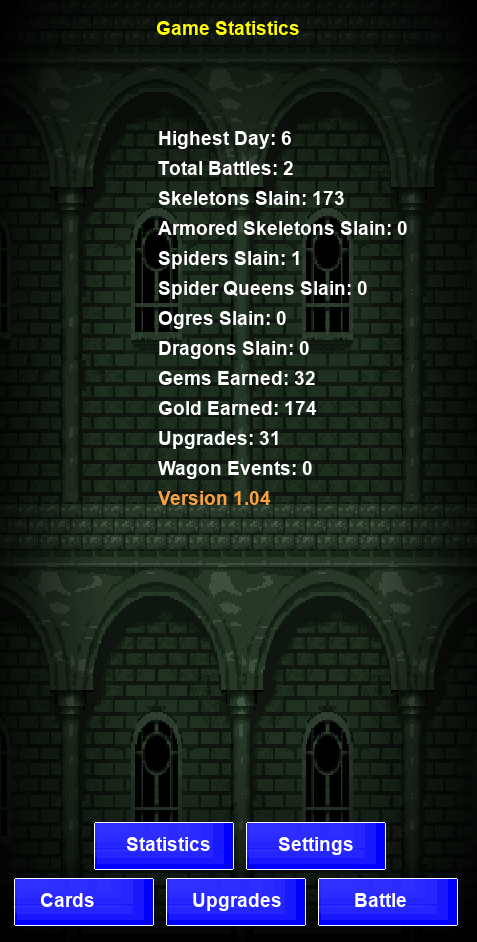 Game Statistics
Highest Day: 6
Total Battles: 2
Skeletons Slain: 173
Armored Skeletons Slain: 0
Spiders Slain: 1
Spider Queens Slain: 0
Ogres Slain: 0
Dragons Slain: 0
Gems Earned: 32
Gold Earned: 174
Upgrades: 31
Wagon Events: 0
Version 1.04
Statistics Settings
Cards Upgrades Battle